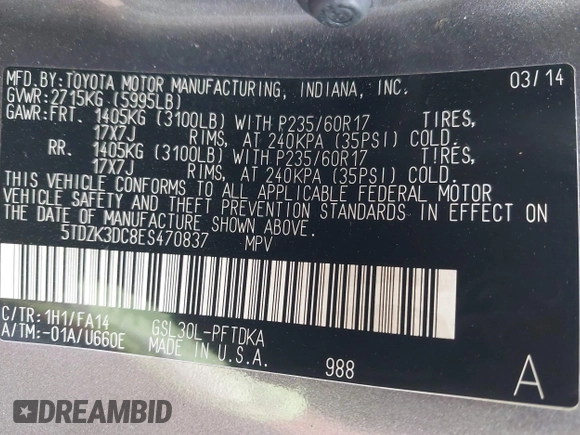 MFD.BY:TOYOTA MOTOR MANUFACTURING, INDIANA, INC. 03/14
GVWR:2715KG (5995LB)
GAWR:FRT. 1405KG (3100LB) WITH P235/60R17 TIRES,
17X7J RIMS, AT 240KPA (35PSI) COLD.
RR. 1405KG (3100LB) WITH P235/60R17 TIRES,
17X7J RIMS, AT 240KPA (35PSI) COLD.
THIS VEHICLE CONFORMS TO ALL APPLICABLE FEDERAL MOTOR
VEHICLE SAFETY AND THEFT PREVENTION STANDARDS IN EFFECT ON
THE DATE OF MANUFACTURE SHOWN ABOVE.
5TDZK3DC8ES470837 MPV
C/TR:1H1/FA14 GSL30L-PFTDKA
A/TM:-01A/U660E MADE IN U.S.A. 988 A
DREAMBID